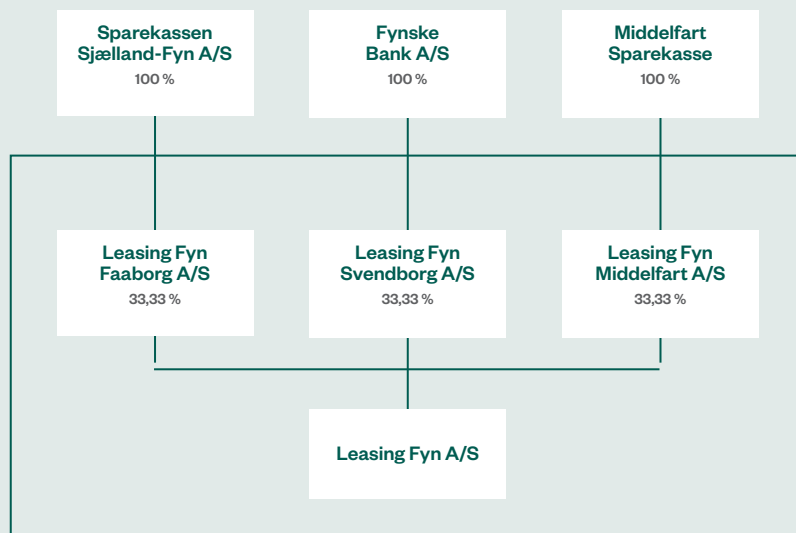 Sparekassen
Sjælland-Fyn A/S
100 %
Fynske
Bank A/S
100 %
Middelfart
Sparekasse
100 %
Leasing Fyn
Faaborg A/S
33,33 %
Leasing Fyn
Svendborg A/S
33,33 %
Leasing Fyn
Middelfart A/S
33,33 %
Leasing Fyn A/S